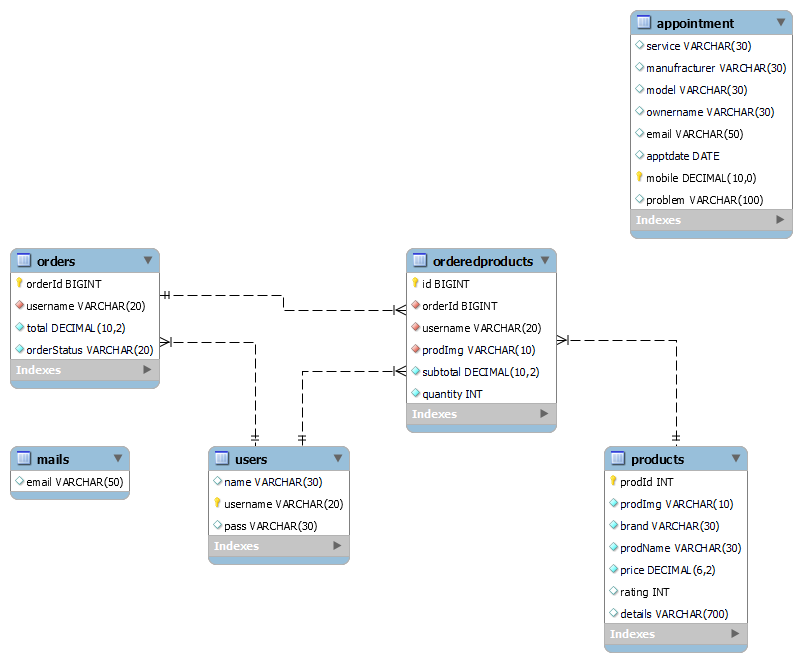 appointment
service VARCHAR(30)
manufracturer VARCHAR(30)
model VARCHAR(30)
ownername VARCHAR(30)
email VARCHAR(50)
apptdate DATE
mobile DECIMAL(10,0)
problem VARCHAR(100)
Indexes
orders
orderId BIGINT
username VARCHAR(20)
total DECIMAL(10,2)
orderStatus VARCHAR(20)
Indexes
orderedproducts
id BIGINT
orderId BIGINT
username VARCHAR(20)
prodImg VARCHAR(10)
subtotal DECIMAL(10,2)
quantity INT
Indexes
mails
email VARCHAR(50)
users
name VARCHAR(30)
username VARCHAR(20)
pass VARCHAR(30)
Indexes
products
prodId INT
prodImg VARCHAR(10)
brand VARCHAR(30)
prodName VARCHAR(30)
price DECIMAL(6,2)
rating INT
details VARCHAR(700)
Indexes